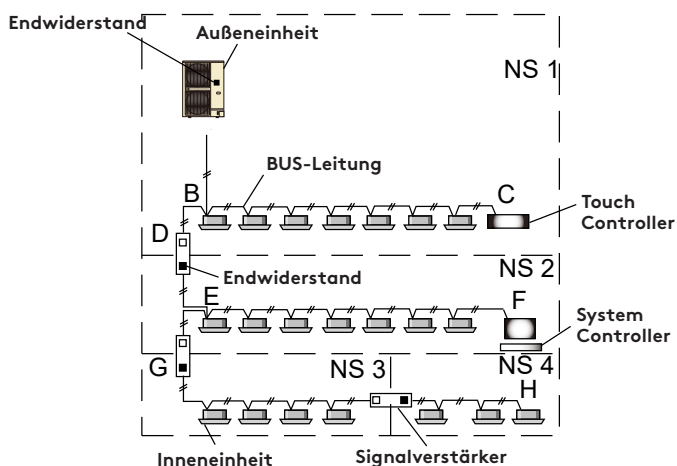 Endwiderstand
Außeneinheit
NS 1
BUS-Leitung
B
C
Touch
Controller
D
NS 2
Endwiderstand
E
F
System
Controller
G
NS 3
NS 4
H
Inneneinheit
Signalverstärker